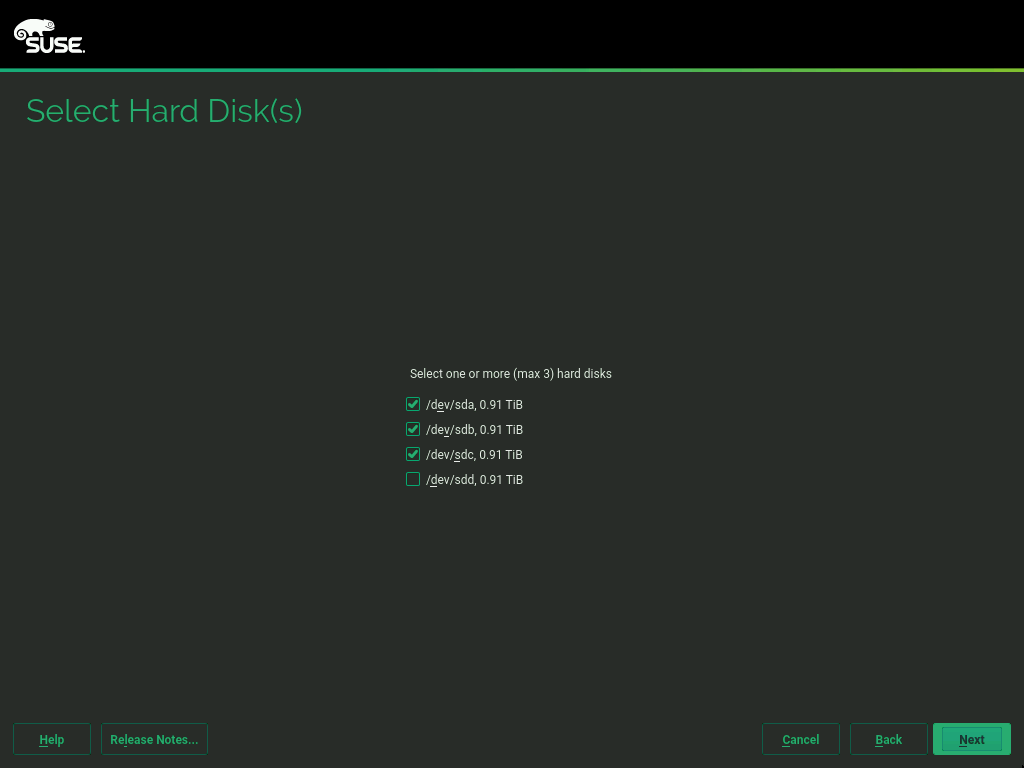 SUSE.
Select Hard Disk(s)
Select one or more (max 3) hard disks
/dev/sda, 0.91 TiB
/dev/sdb, 0.91 TiB
/dev/sdc, 0.91 TiB
/dev/sdd, 0.91 TiB
Help Release Notes... Cancel Back Next